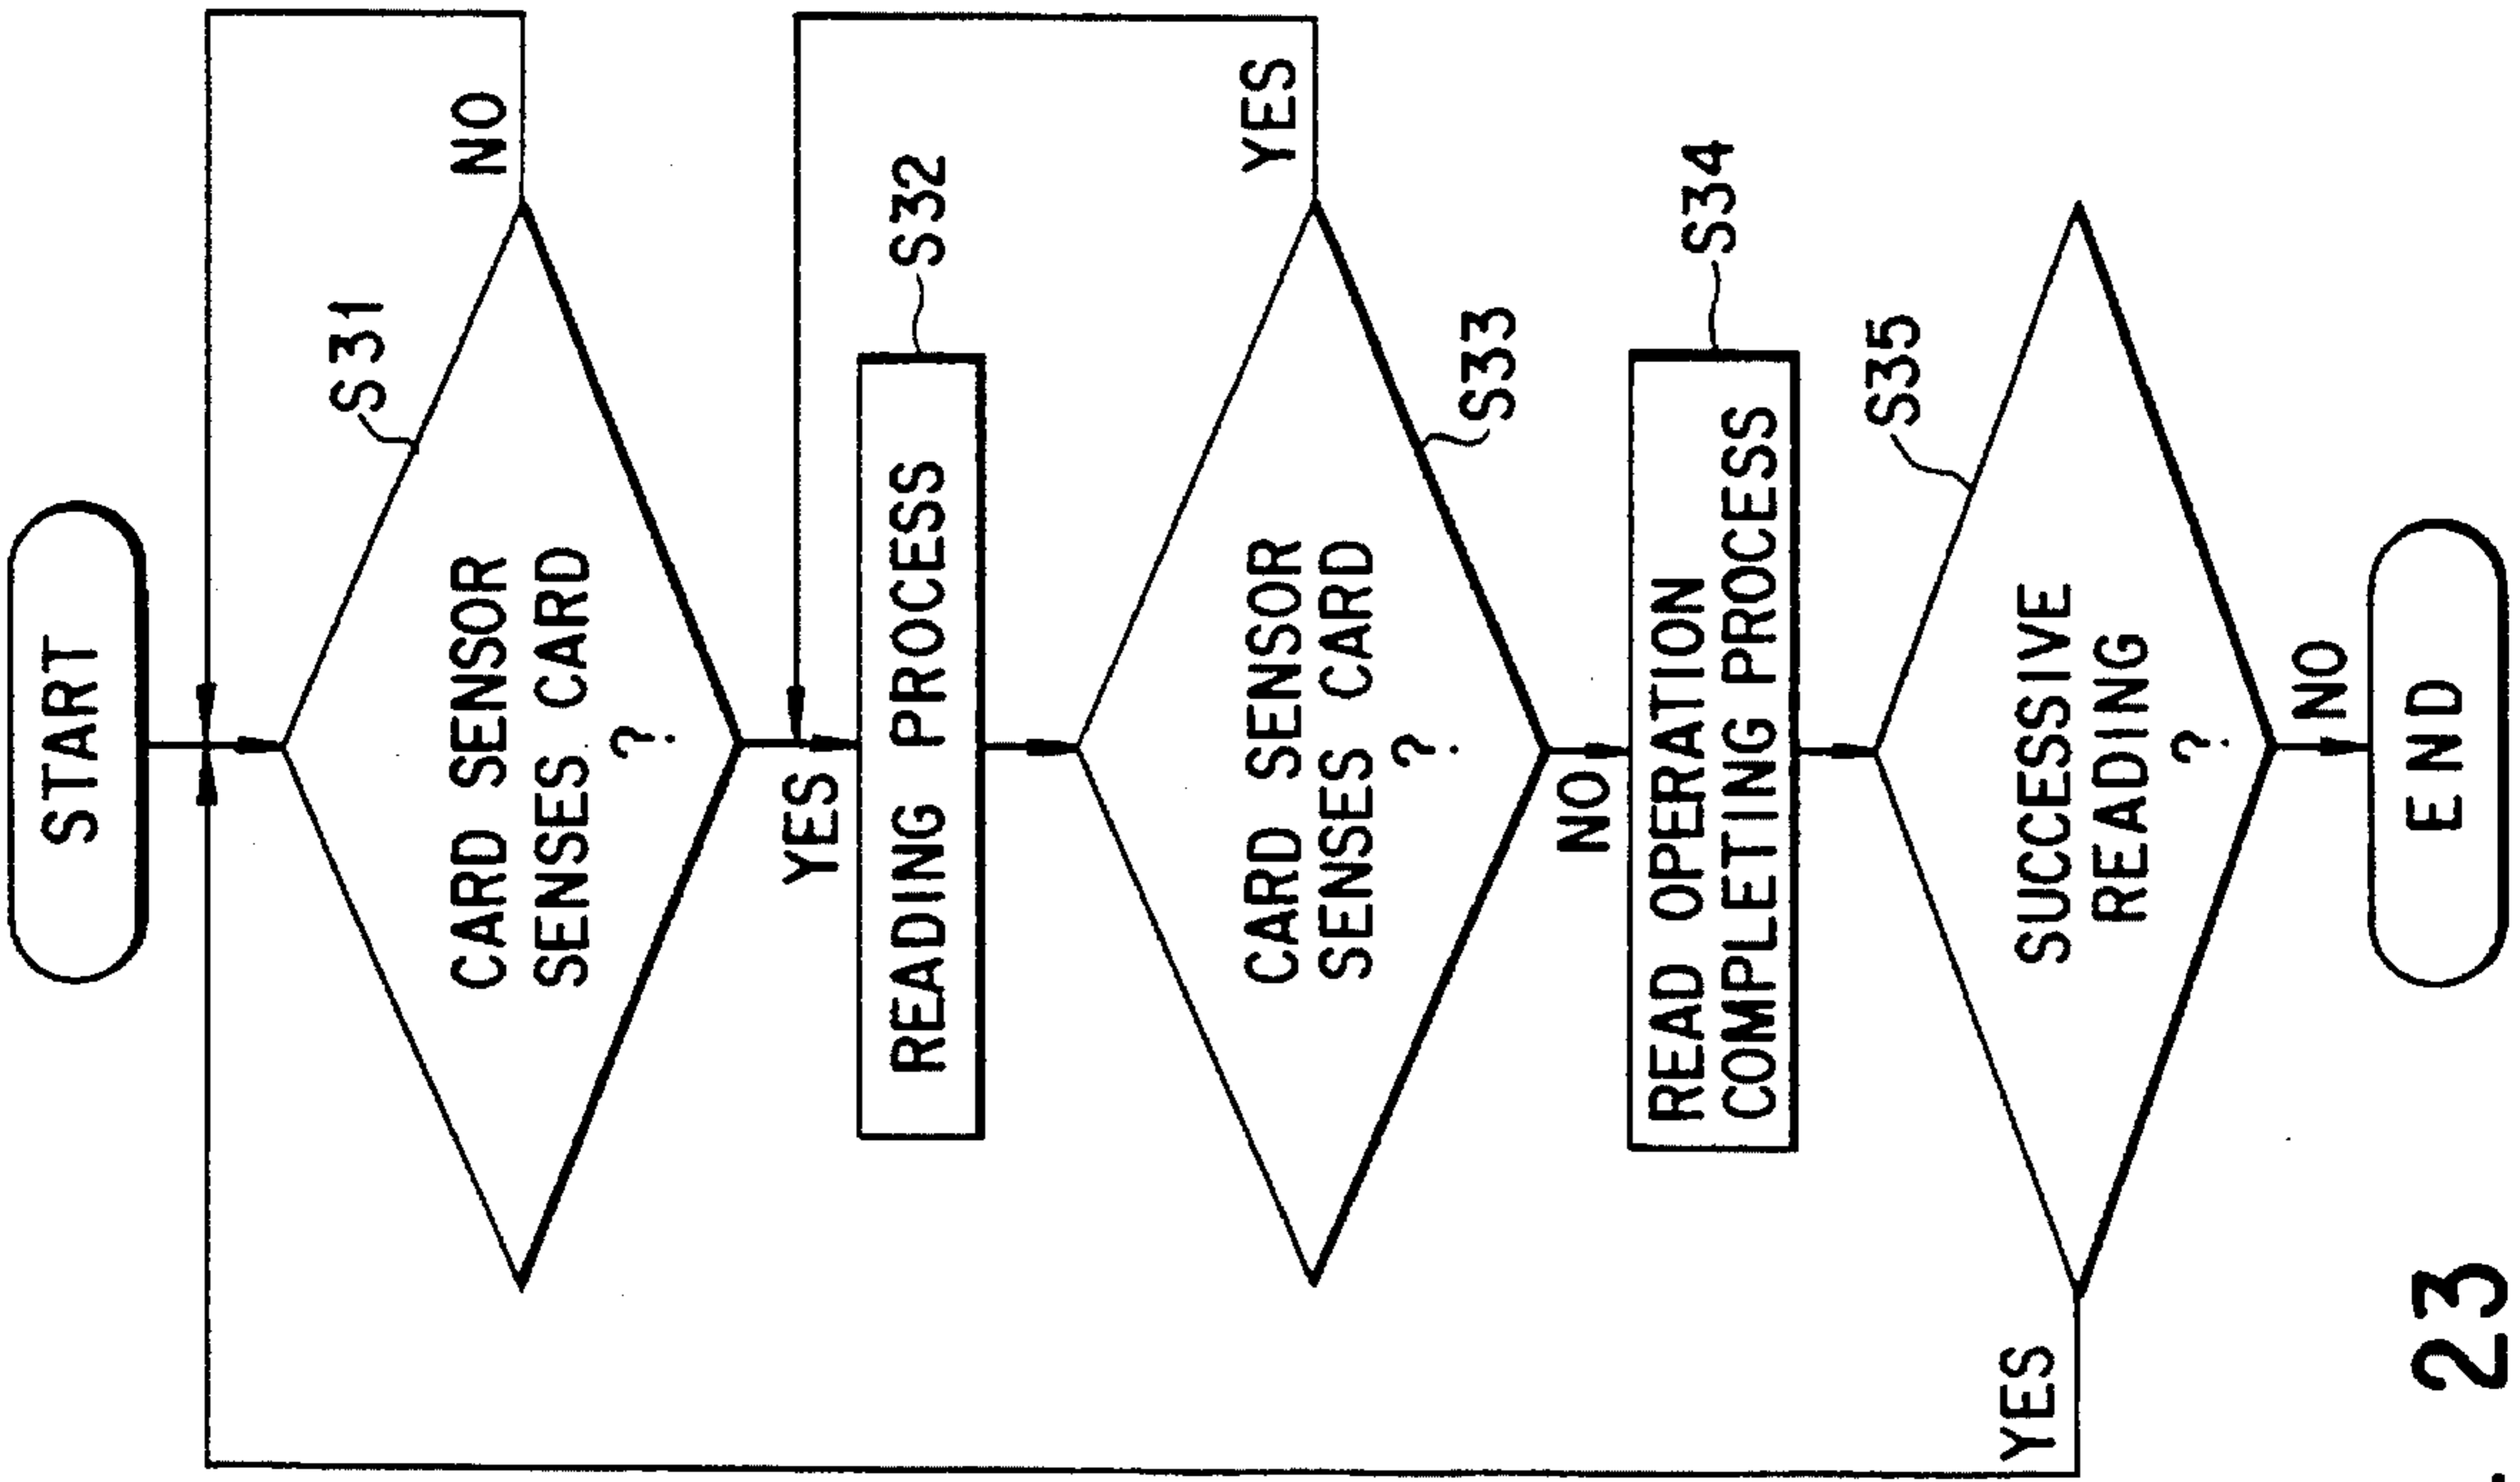 START
S31
CARD SENSOR
SENSES CARD
?
NO
YES
READING PROCESS
S32
CARD SENSOR
SENSES CARD
?
YES
S33
NO
READ OPERATION
COMPLETING PROCESS
S34
S35
SUCCESSIVE
READING
?
YES
NO
END
23